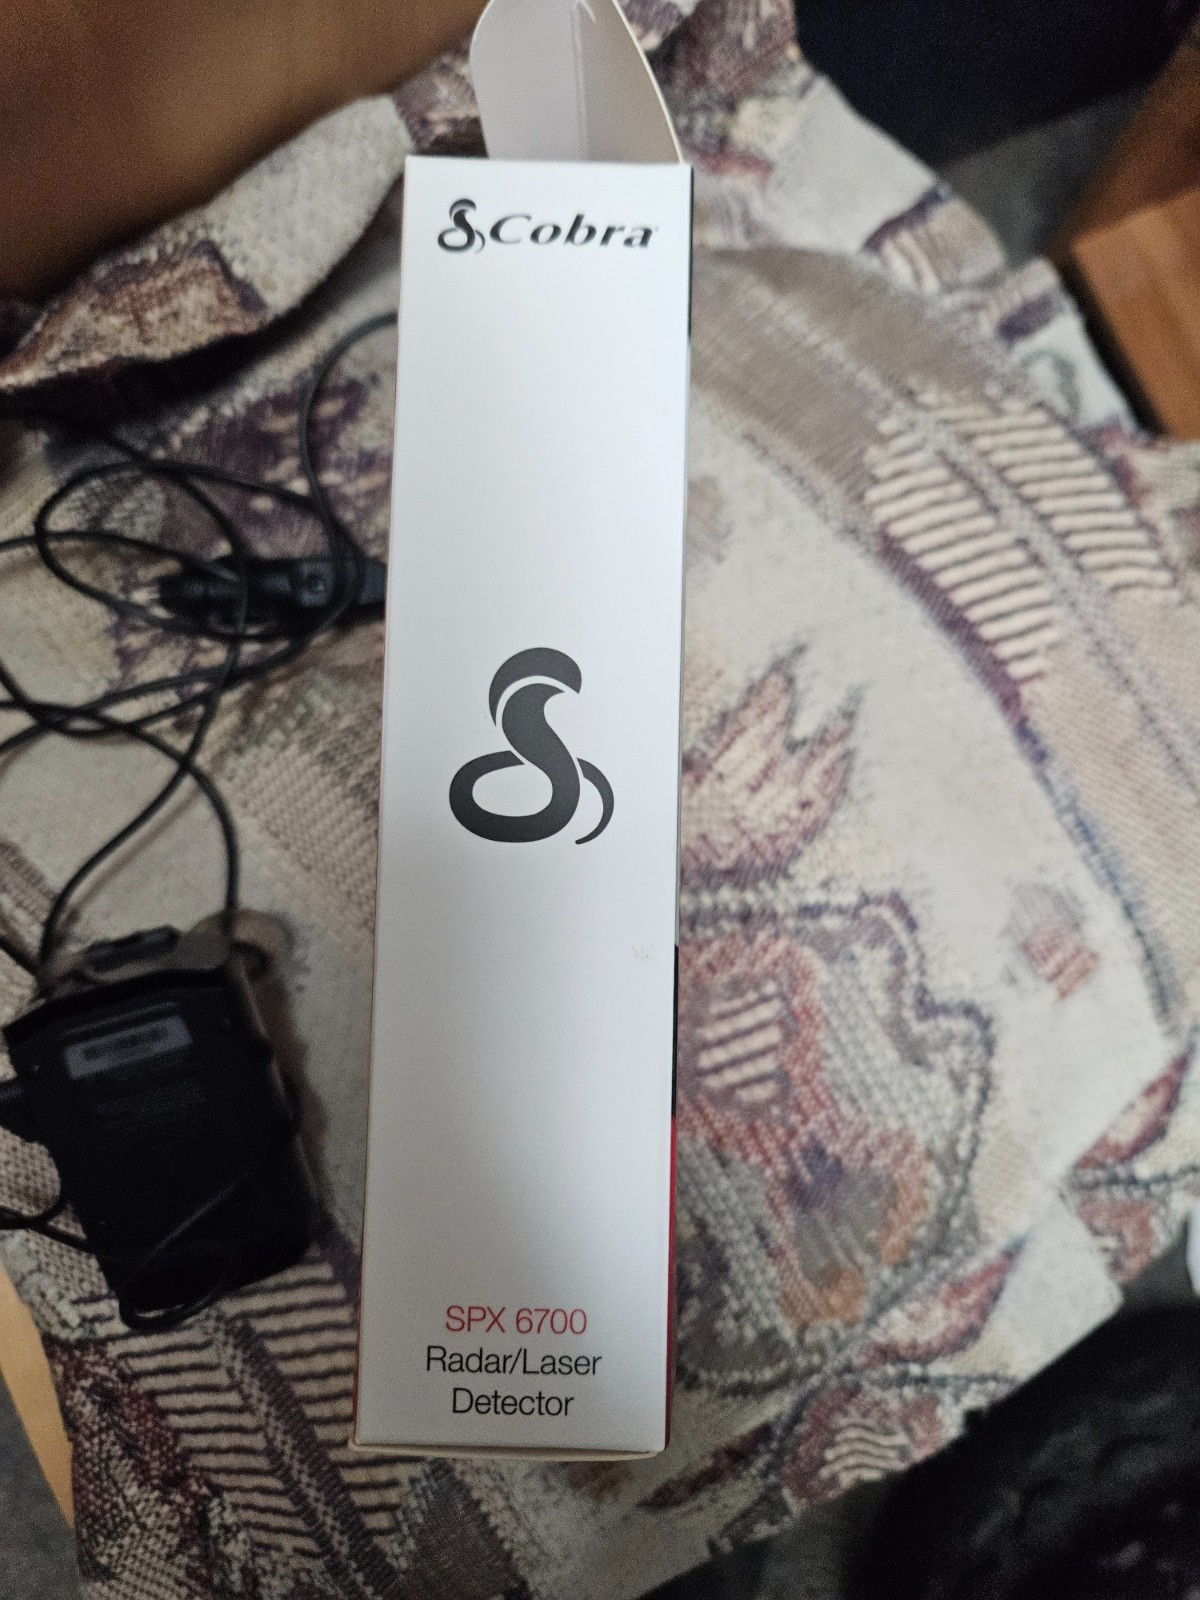 Cobra
SPX 6700
Radar/Laser
Detector